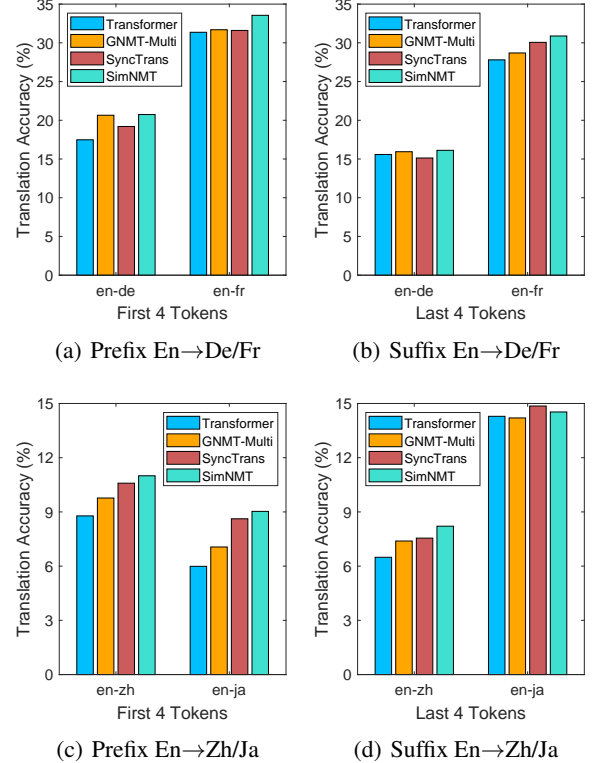 35
30
25
20
15
10
5
0
Translation Accuracy (%)
Transformer
GNMT-Multi
SyncTrans
SimNMT
en-de
en-fr
First 4 Tokens
(a) Prefix En→De/Fr
35
30
25
20
15
10
5
0
Translation Accuracy (%)
Transformer
GNMT-Multi
SyncTrans
SimNMT
en-de
en-fr
Last 4 Tokens
(b) Suffix En→De/Fr
15
12
9
6
3
0
Translation Accuracy (%)
Transformer
GNMT-Multi
SyncTrans
SimNMT
en-zh
en-ja
First 4 Tokens
(c) Prefix En→Zh/Ja
15
12
9
6
3
0
Translation Accuracy (%)
Transformer
GNMT-Multi
SyncTrans
SimNMT
en-zh
en-ja
Last 4 Tokens
(d) Suffix En→Zh/Ja